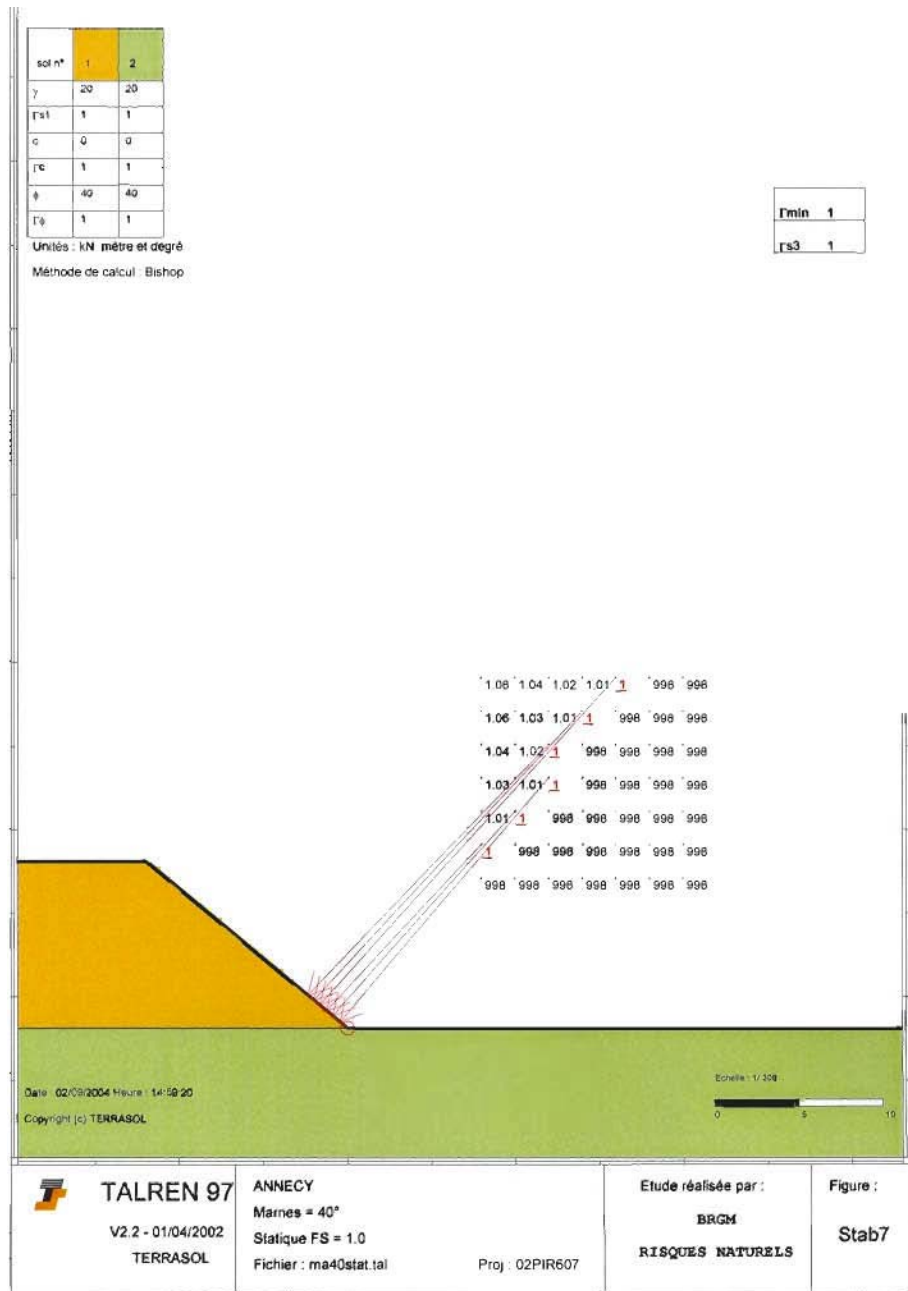 sol n° 1 2
γ 20 20
Γs1 1 1
c 0 0
Γc 1 1
φ 40 40
Γφ 1 1
Unités : kN mètre et degré
Méthode de calcul : Bishop
Γmin 1
Γs3 1
1.06 1.04 1.02 1.01 1 998 998
1.06 1.03 1.01 1 998 998 998
1.04 1.02 1 998 998 998 998
1.03 1.01 1 998 998 998 998
1.01 1 998 998 998 998 998
1 998 998 998 998 998 998
998 998 998 998 998 998 998
Date : 02/09/2004 Heure : 14:59:20
Copyright (c) TERRASOL
Echelle : 1/ 208
0 5 10
TALREN 97
V2.2 - 01/04/2002
TERRASOL
ANNECY
Marnes = 40°
Statique FS = 1.0
Fichier : ma40stat.tal
Proj : 02PIR607
Etude réalisée par :
BRGM
RISQUES NATURELS
Figure :
Stab7